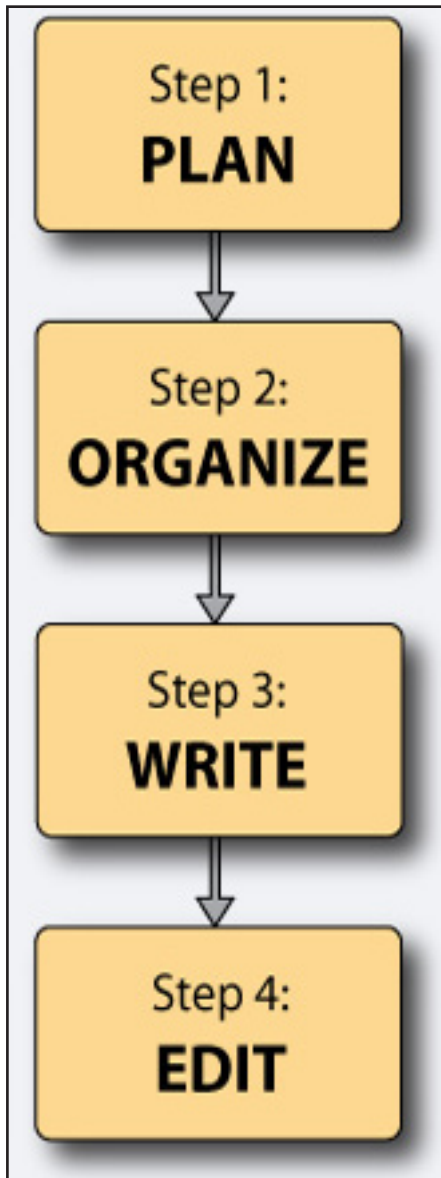 Step 1:
PLAN
Step 2:
ORGANIZE
Step 3:
WRITE
Step 4:
EDIT